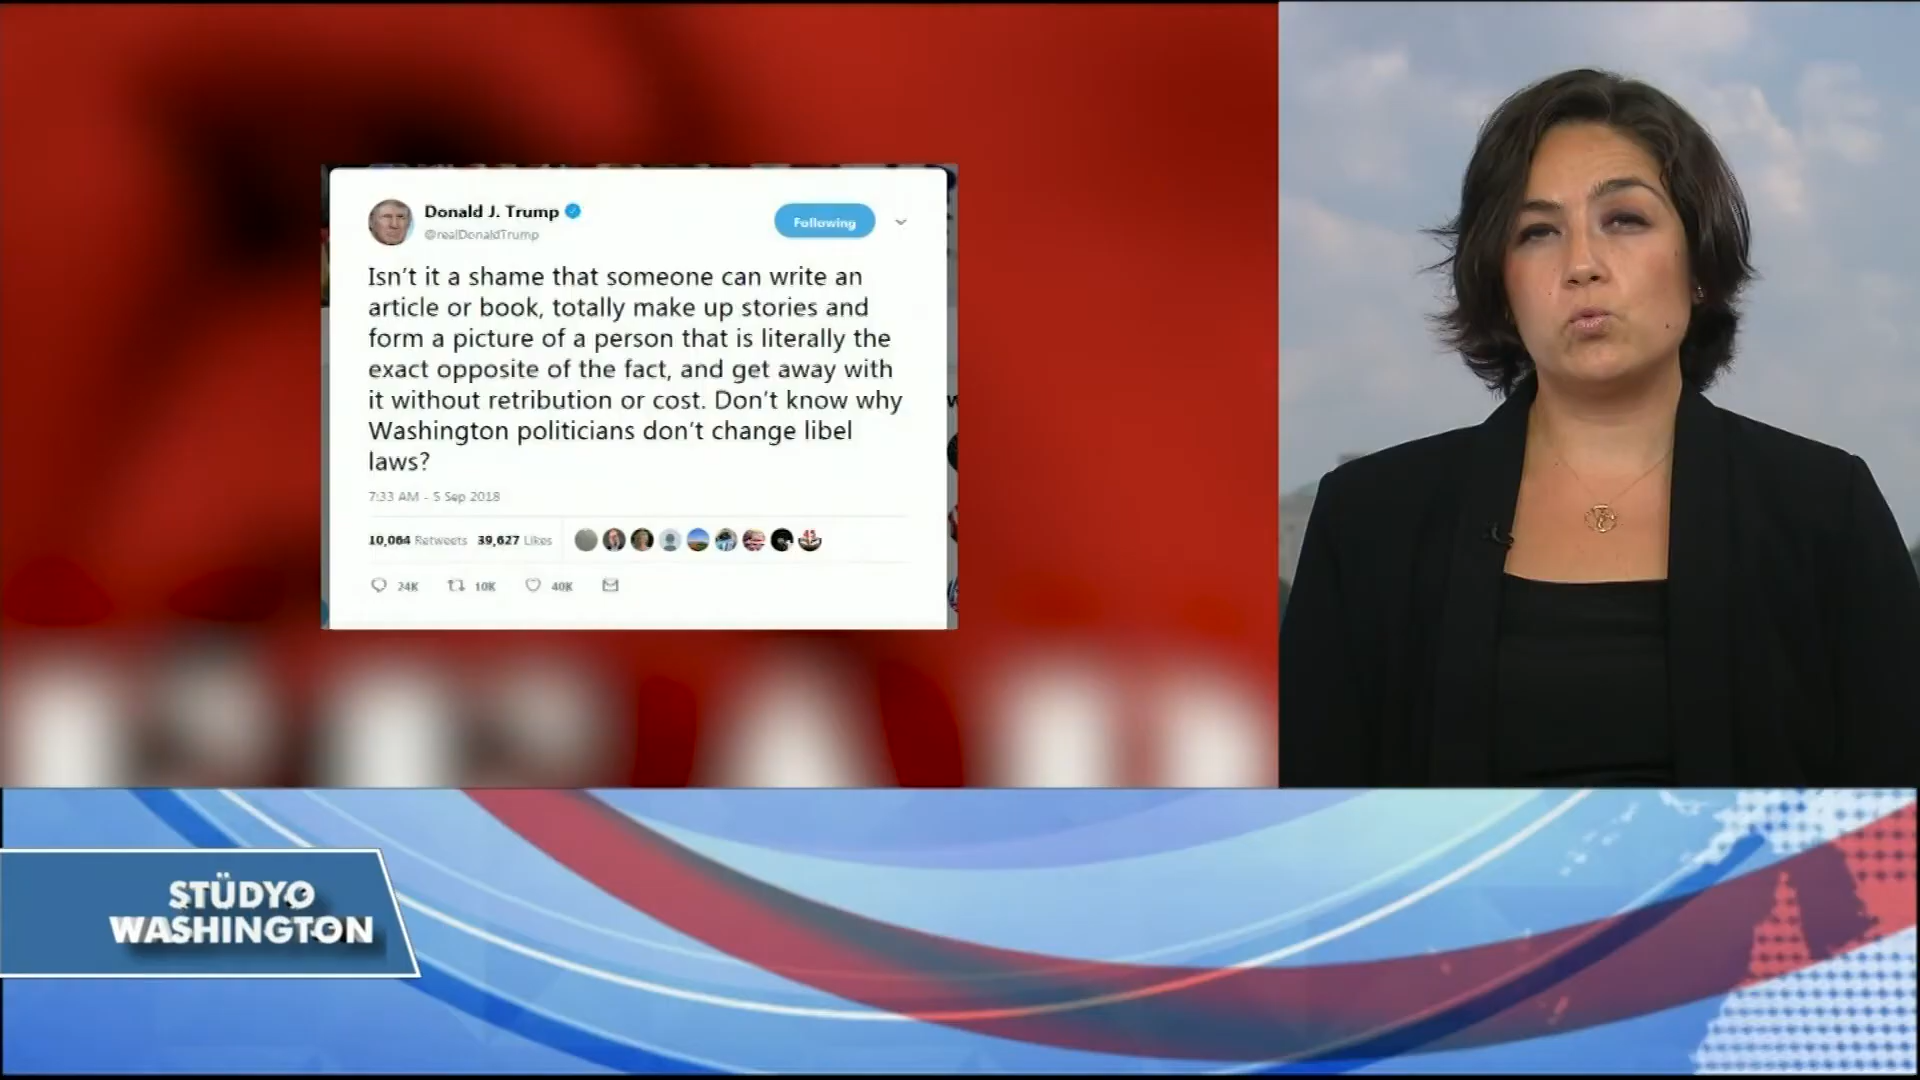 Donald J. Trump
@realDonaldTrump
Following
Isn't it a shame that someone can write an
article or book, totally make up stories and
form a picture of a person that is literally the
exact opposite of the fact, and get away with
it without retribution or cost. Don't know why
Washington politicians don't change libel
laws?
7:33 AM - 5 Sep 2018
10,064 Retweets 39,627 Likes
24K 10K 40K
STÜDYO
WASHINGTON